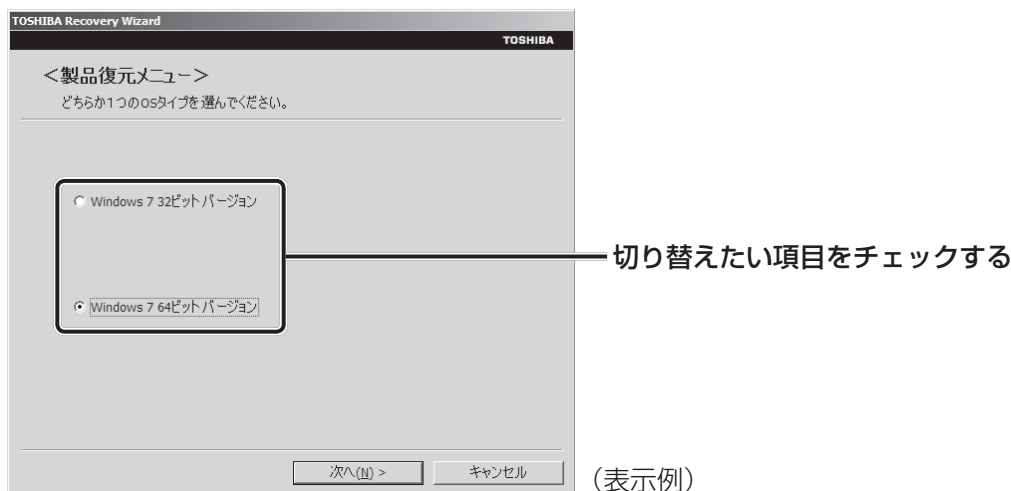 TOSHIBA Recovery Wizard
TOSHIBA
＜製品復元メニュー＞
どちらか1つのOSタイプを選んでください。
Windows 7 32ビットバージョン
切り替えたい項目をチェックする
Windows 7 64ビットバージョン
次へ(N) >
キャンセル
（表示例）